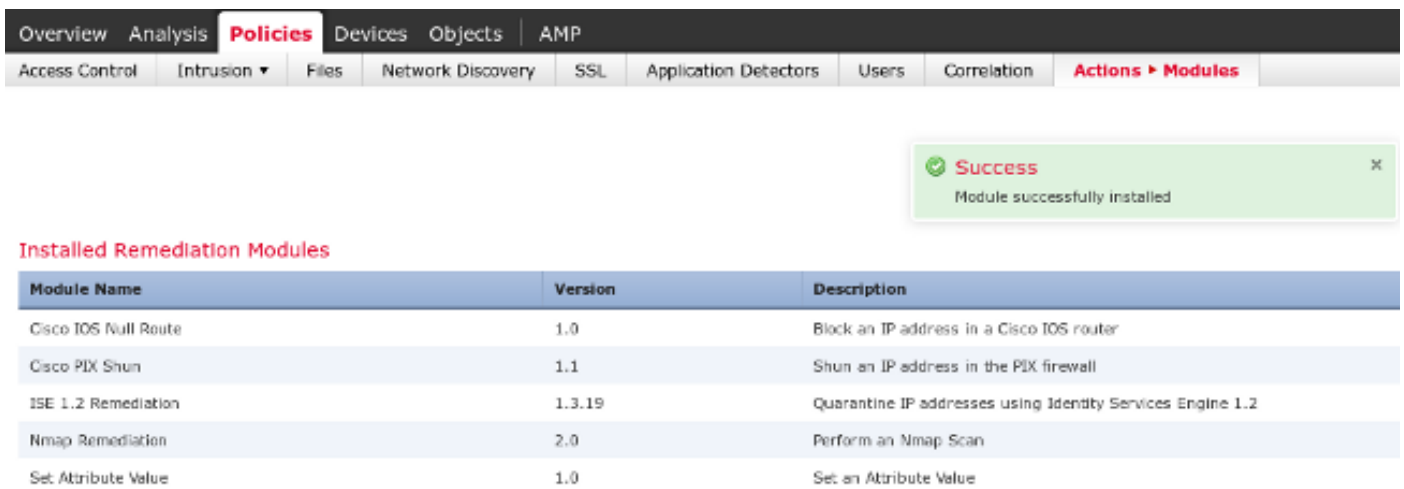 Overview Analysis Policies Devices Objects AMP
Access Control Intrusion ▾ Files Network Discovery SSL Application Detectors Users Correlation Actions ▸ Modules
Success ×
Module successfully installed
Installed Remediation Modules
Module Name Version Description
Cisco IOS Null Route 1.0 Block an IP address in a Cisco IOS router
Cisco PIX Shun 1.1 Shun an IP address in the PIX firewall
ISE 1.2 Remediation 1.3.19 Quarantine IP addresses using Identity Services Engine 1.2
Nmap Remediation 2.0 Perform an Nmap Scan
Set Attribute Value 1.0 Set an Attribute Value